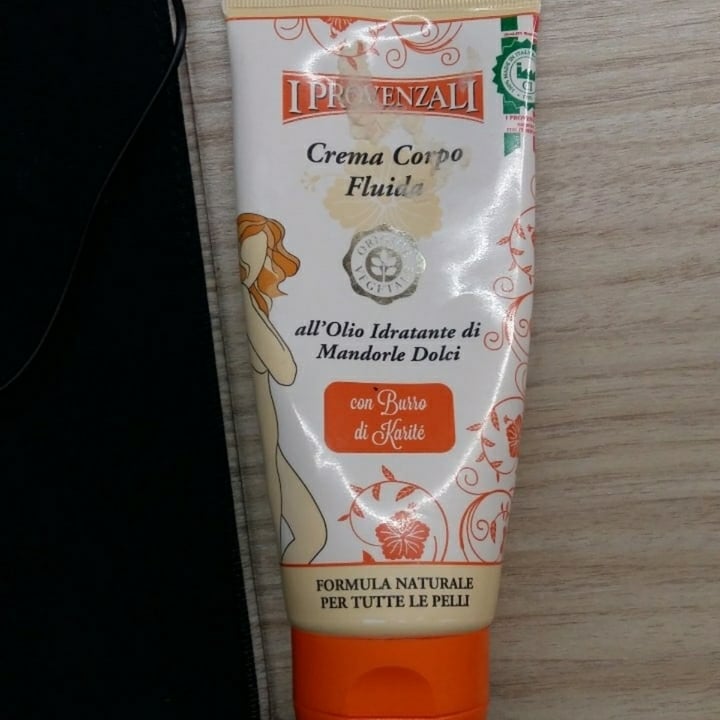 I PROVENZALI
Crema Corpo
Fluida
all'Olio Idratante di
Mandorle Dolci
con Burro
di Karité
FORMULA NATURALE
PER TUTTE LE PELLI